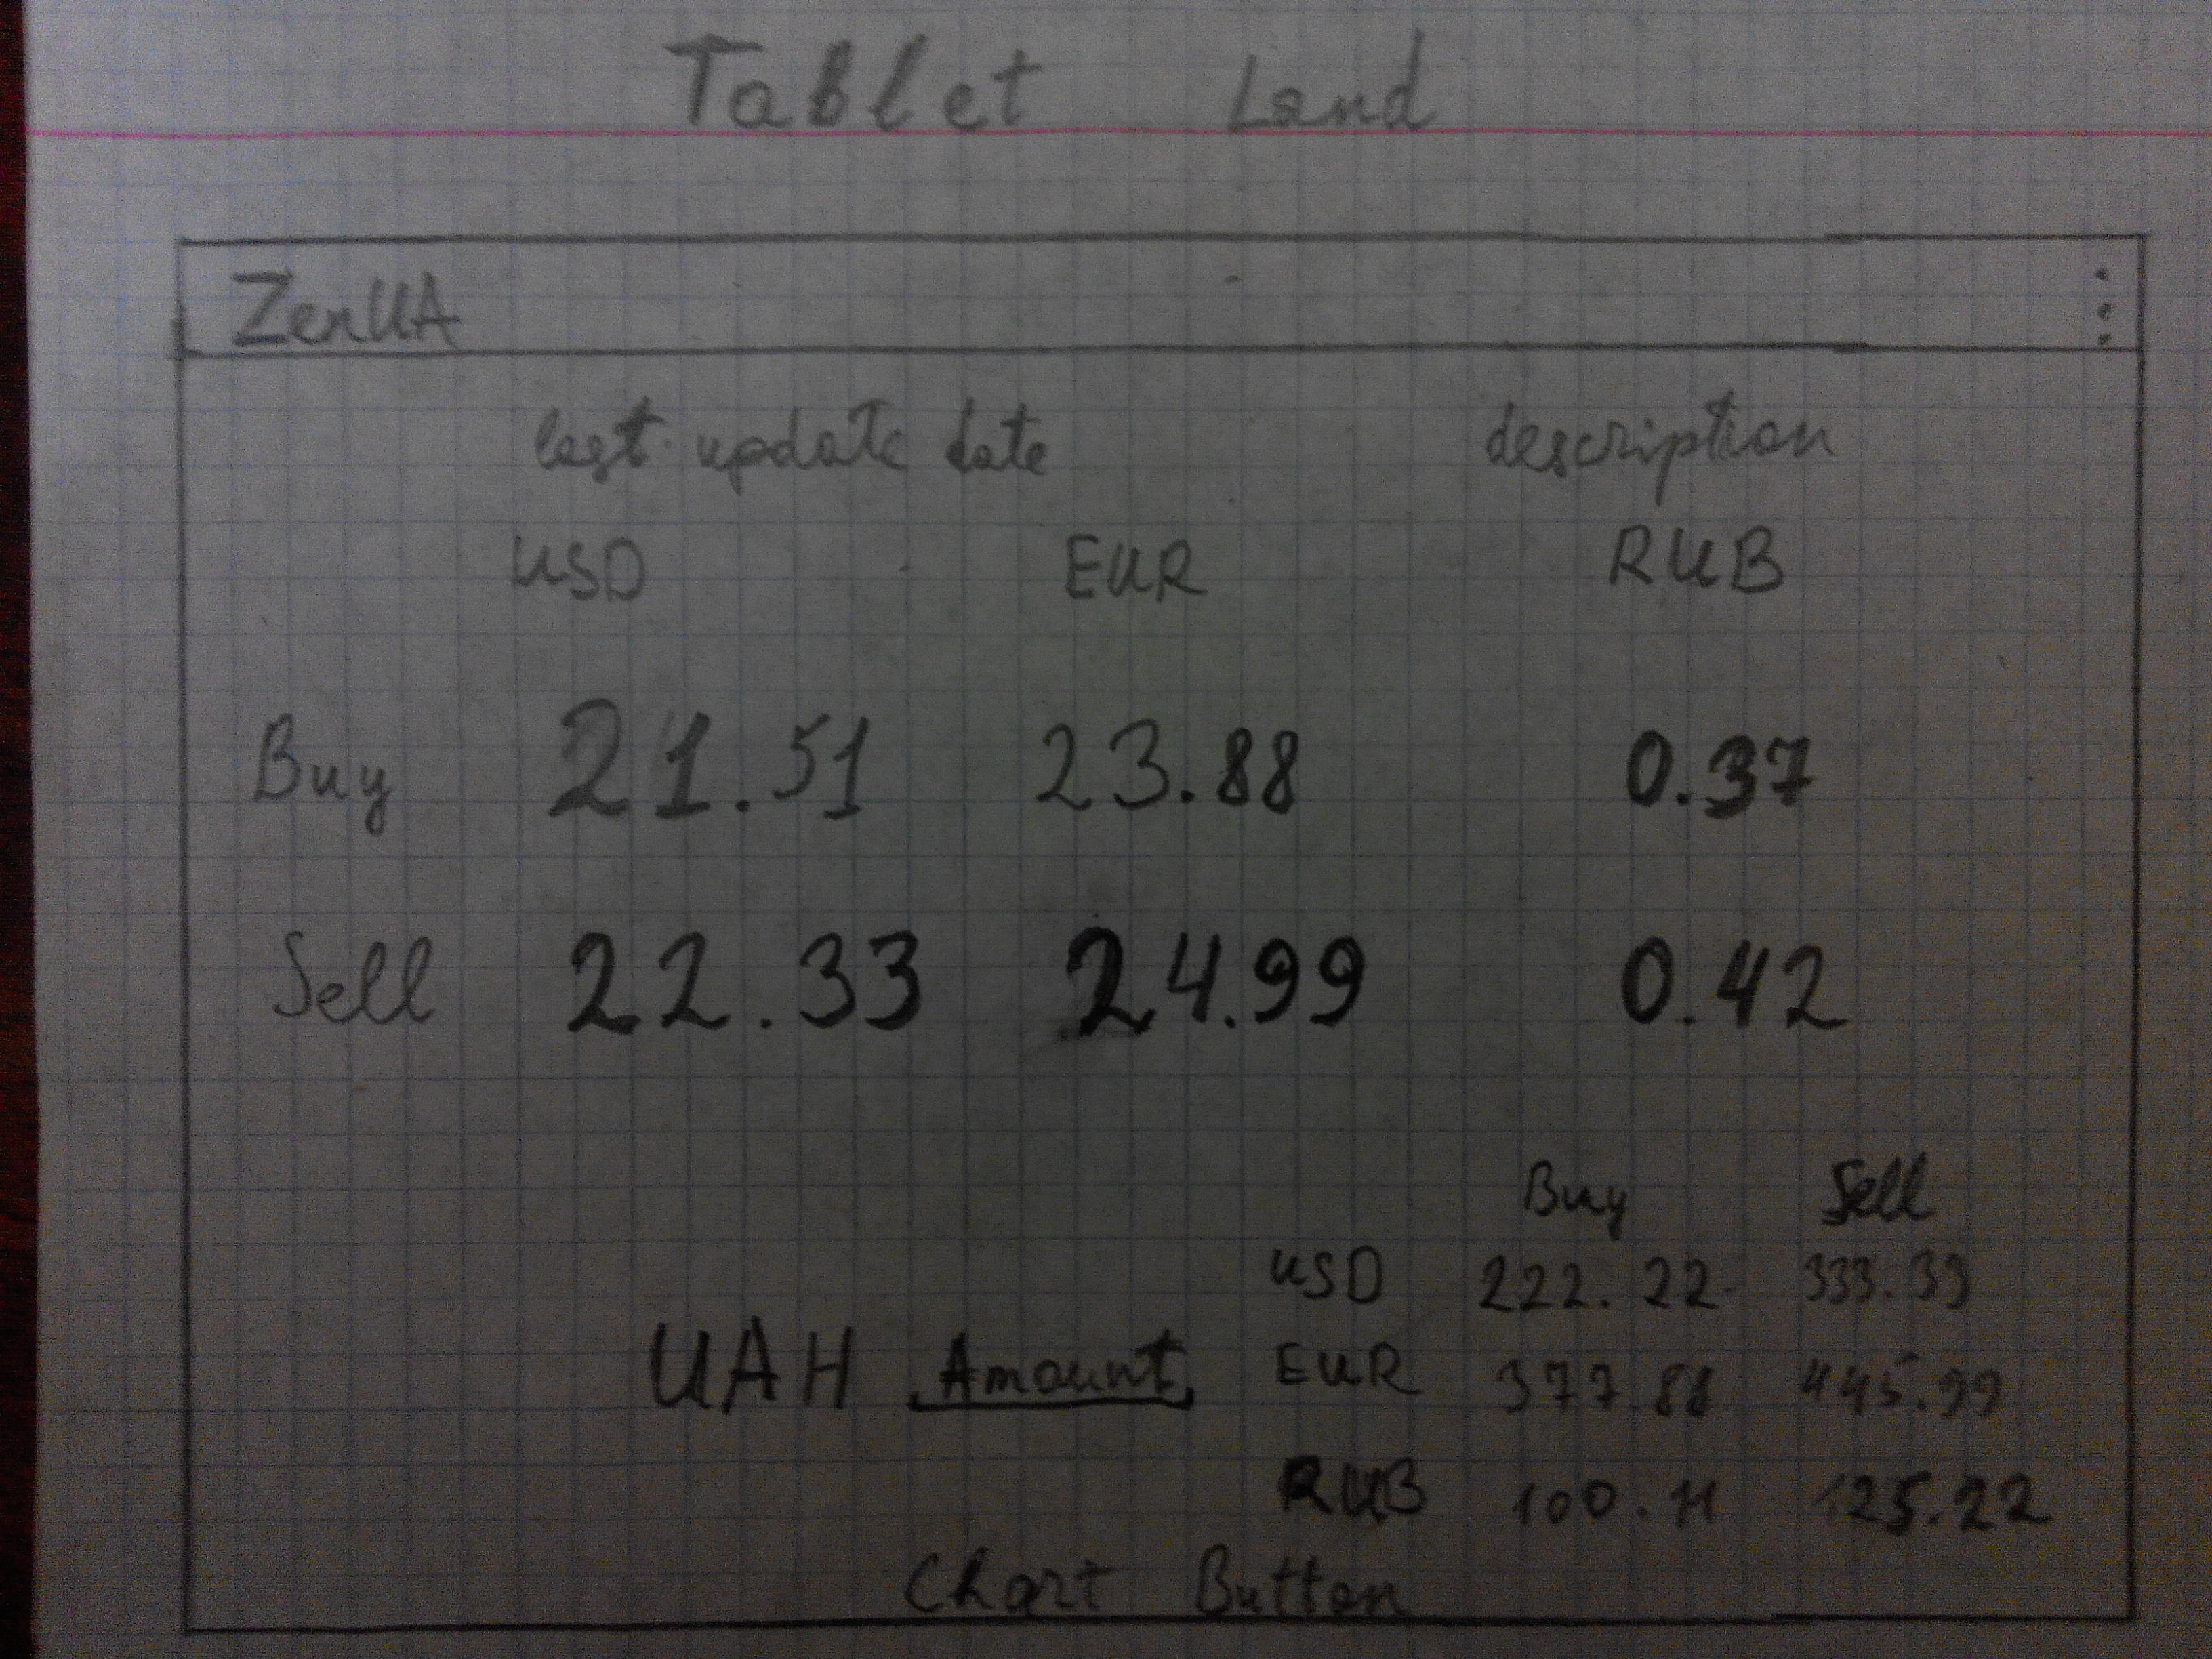 Tablet Land
ZenUA
last update date description
USD EUR RUB
Buy 21.51 23.88 0.37
Sell 22.33 24.99 0.42
Buy Sell
USD 222.22 333.33
UAH Amount EUR 377.88 445.99
RUB 100.11 125.22
Chart Button